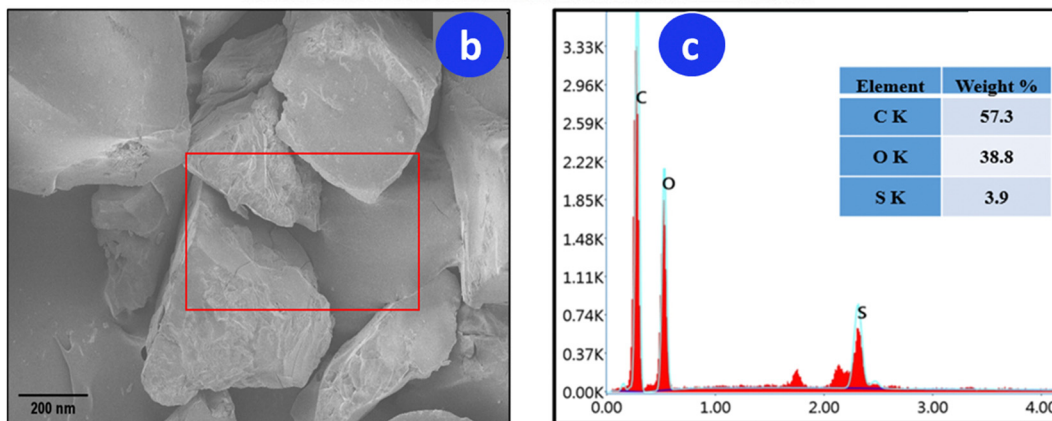 b
200 nm
c
3.33K
2.96K
2.59K
2.22K
1.85K
1.48K
1.11K
0.74K
0.37K
0.00K
0.00 1.00 2.00 3.00 4.00
C
O
S
Element Weight %
C K 57.3
O K 38.8
S K 3.9